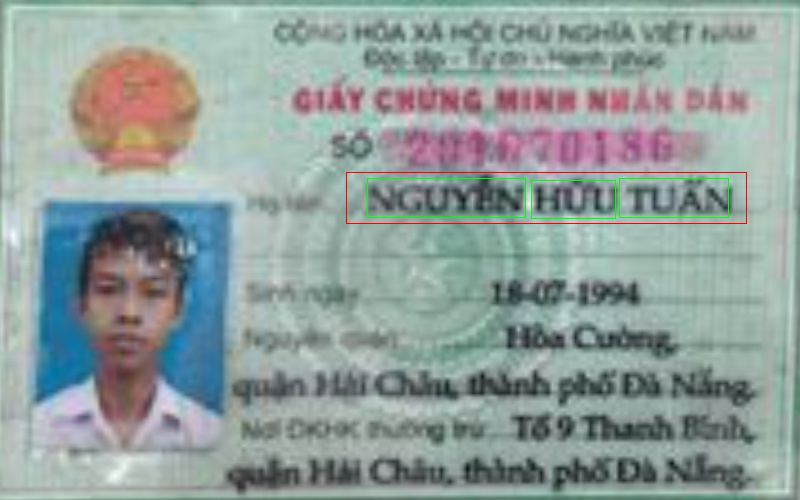 CỘNG HÒA XÃ HỘI CHỦ NGHĨA VIỆT NAM
Độc lập - Tự do - Hạnh phúc
GIẤY CHỨNG MINH NHÂN DÂN
SỐ
Họ tên NGUYỄN HỮU TUẤN
Sinh ngày 18-07-1994
Nguyên quán: Hòa Cường,
quận Hải Châu, thành phố Đà Nẵng.
Nơi ĐKHK thường trú: Tổ 9 Thanh Bình,
quận Hải Châu, thành phố Đà Nẵng.